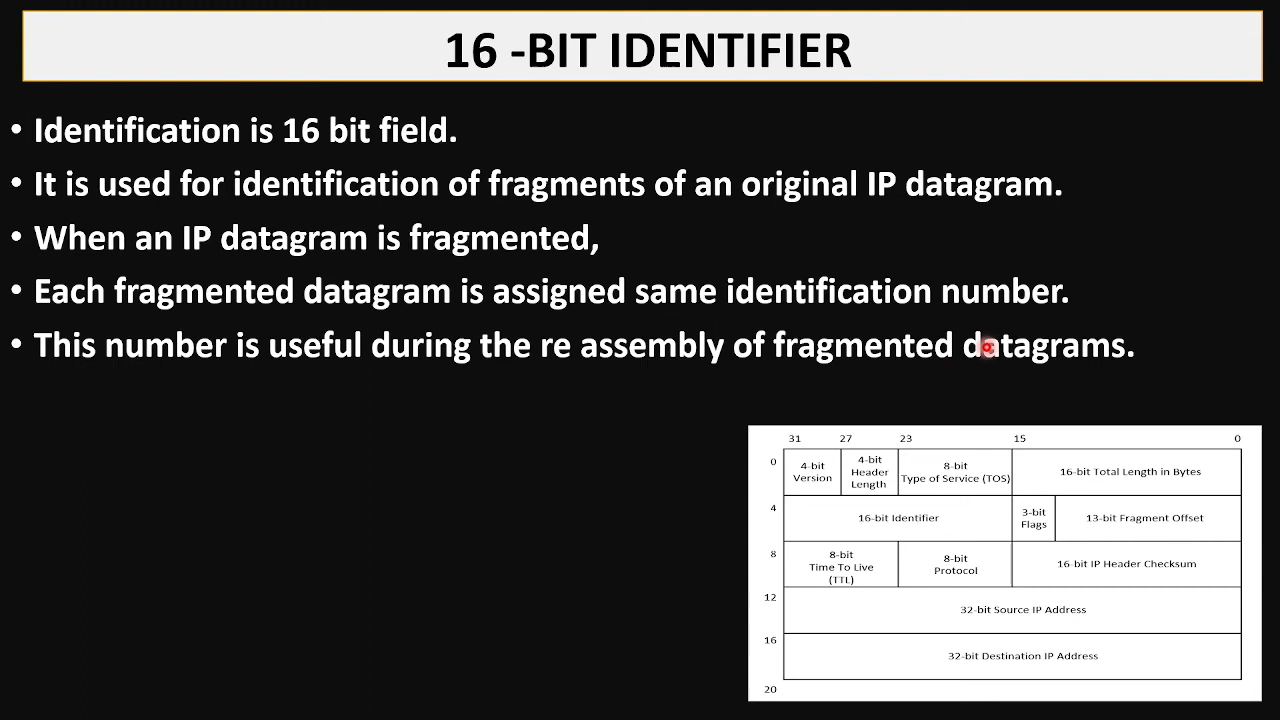 16 -BIT IDENTIFIER
• Identification is 16 bit field.
• It is used for identification of fragments of an original IP datagram.
• When an IP datagram is fragmented,
• Each fragmented datagram is assigned same identification number.
• This number is useful during the re assembly of fragmented datagrams.
31 27 23 15 0
0
4-bit
Version
4-bit
Header
Length
8-bit
Type of Service (TOS)
16-bit Total Length in Bytes
4
16-bit Identifier
3-bit
Flags
13-bit Fragment Offset
8
8-bit
Time To Live
(TTL)
8-bit
Protocol
16-bit IP Header Checksum
12
32-bit Source IP Address
16
32-bit Destination IP Address
20